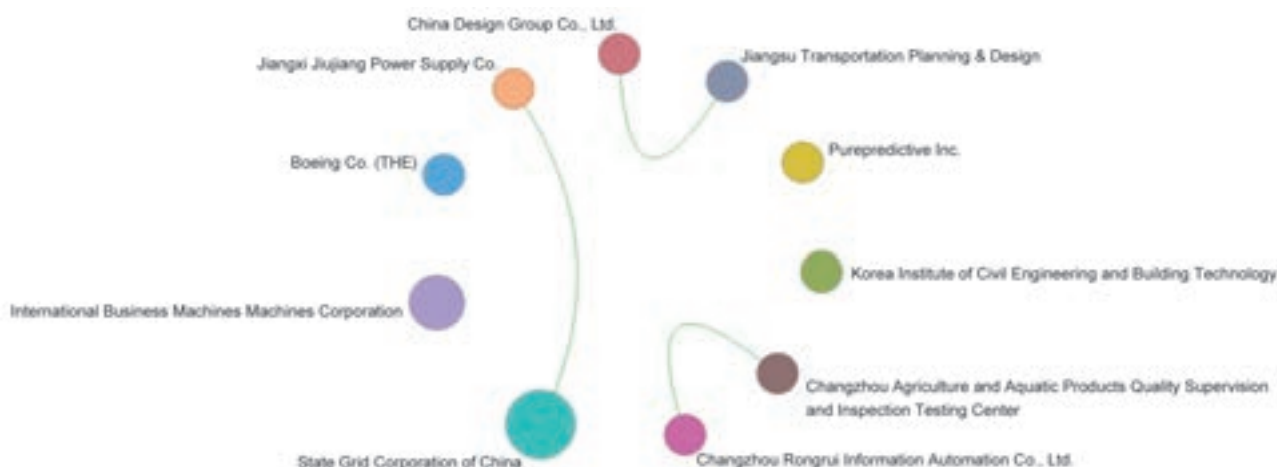 China Design Group Co., Ltd.
Jiangxi Jiujiang Power Supply Co.
Jiangsu Transportation Planning & Design
Boeing Co. (THE)
Purepredictive Inc.
Korea Institute of Civil Engineering and Building Technology
International Business Machines Machines Corporation
Changzhou Agriculture and Aquatic Products Quality Supervision
and Inspection Testing Center
State Grid Corporation of China
Changzhou Rongrui Information Automation Co., Ltd.